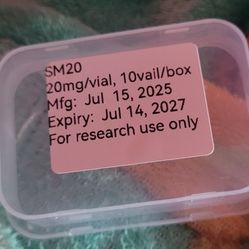 SM20
20mg/vial, 10vail/box
Mfg: Jul 15, 2025
Expiry: Jul 14, 2027
For research use only